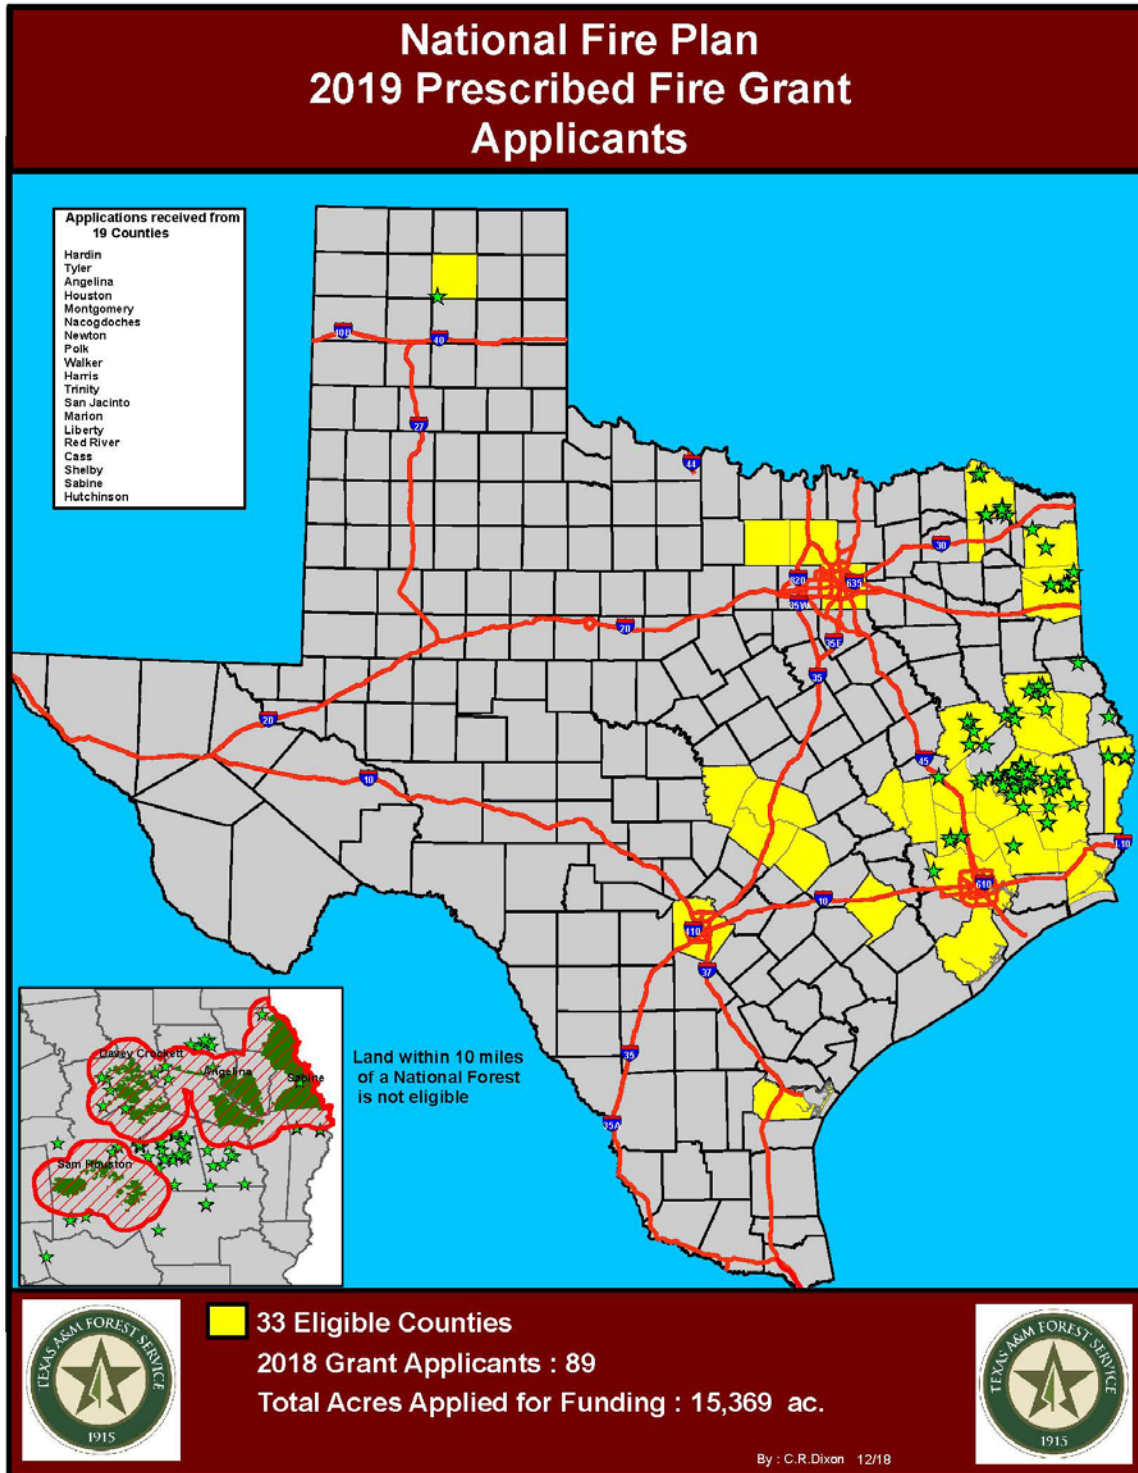 National Fire Plan
2019 Prescribed Fire Grant
Applicants
Applications received from
19 Counties
Hardin
Tyler
Angelina
Houston
Montgomery
Nacogdoches
Newton
Polk
Walker
Harris
Trinity
San Jacinto
Marion
Liberty
Red River
Cass
Shelby
Sabine
Hutchinson
40B
40
27
44
30
820
635
35W
20
35E
35
20
45
10
110
610
10
410
37
35
35A
Davey Crockett
Angelina
Sabine
Sam Houston
Land within 10 miles
of a National Forest
is not eligible
33 Eligible Counties
2018 Grant Applicants : 89
Total Acres Applied for Funding : 15,369 ac.
TEXAS A&M FOREST SERVICE
1915
TEXAS A&M FOREST SERVICE
1915
By : C.R.Dixon 12/18